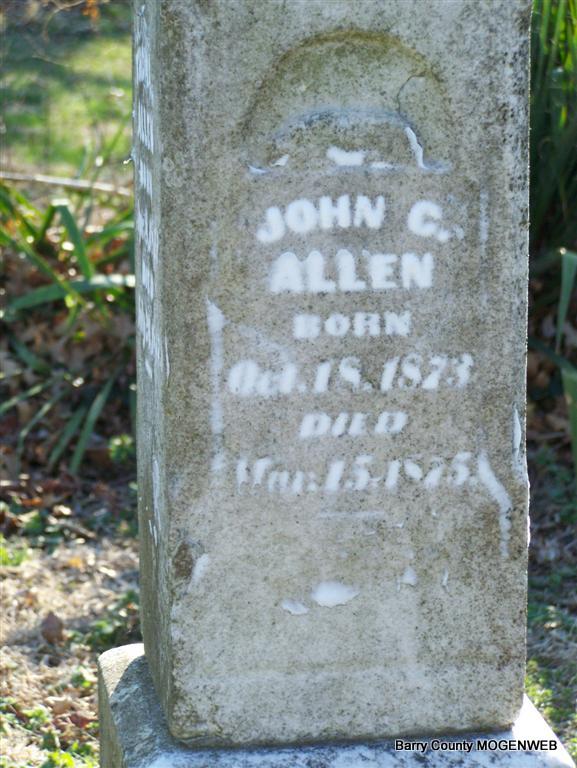 JOHN C.
ALLEN
BORN
Oct. 18. 1873
DIED
Mar. 15. 1875.
Barry County MOGENWEB